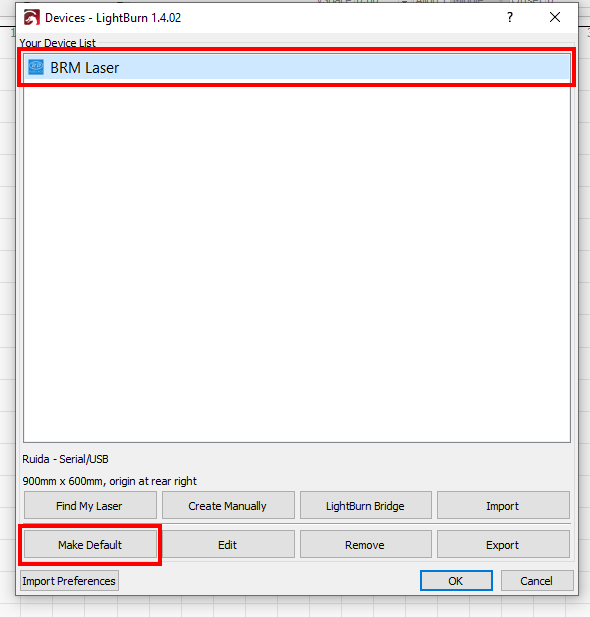 Devices - LightBurn 1.4.02
?
Your Device List
BRM Laser
Ruida - Serial/USB
900mm x 600mm, origin at rear right
Find My Laser Create Manually LightBurn Bridge Import
Make Default Edit Remove Export
Import Preferences OK Cancel